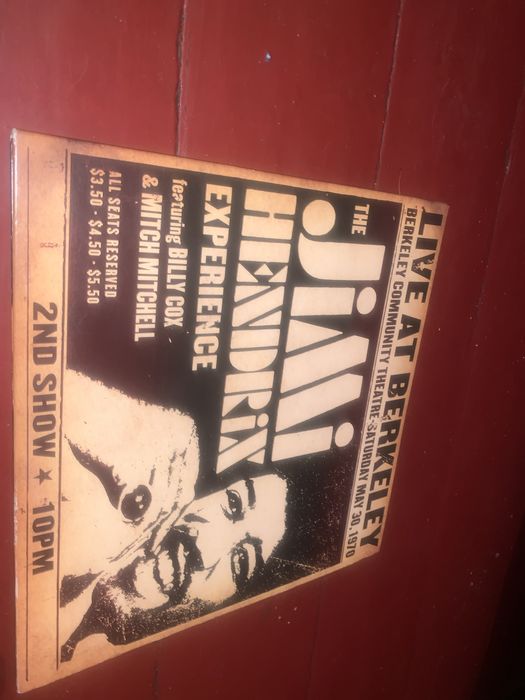 LIVE AT BERKELEY
BERKELEY COMMUNITY THEATRE·SATURDAY MAY 30, 1970
THE
JiMi
HENDRiX
EXPERIENCE
featuring BILLY COX
& MITCH MITCHELL
ALL SEATS RESERVED
$3.50 - $4.50 - $5.50
2ND SHOW ★ 10PM